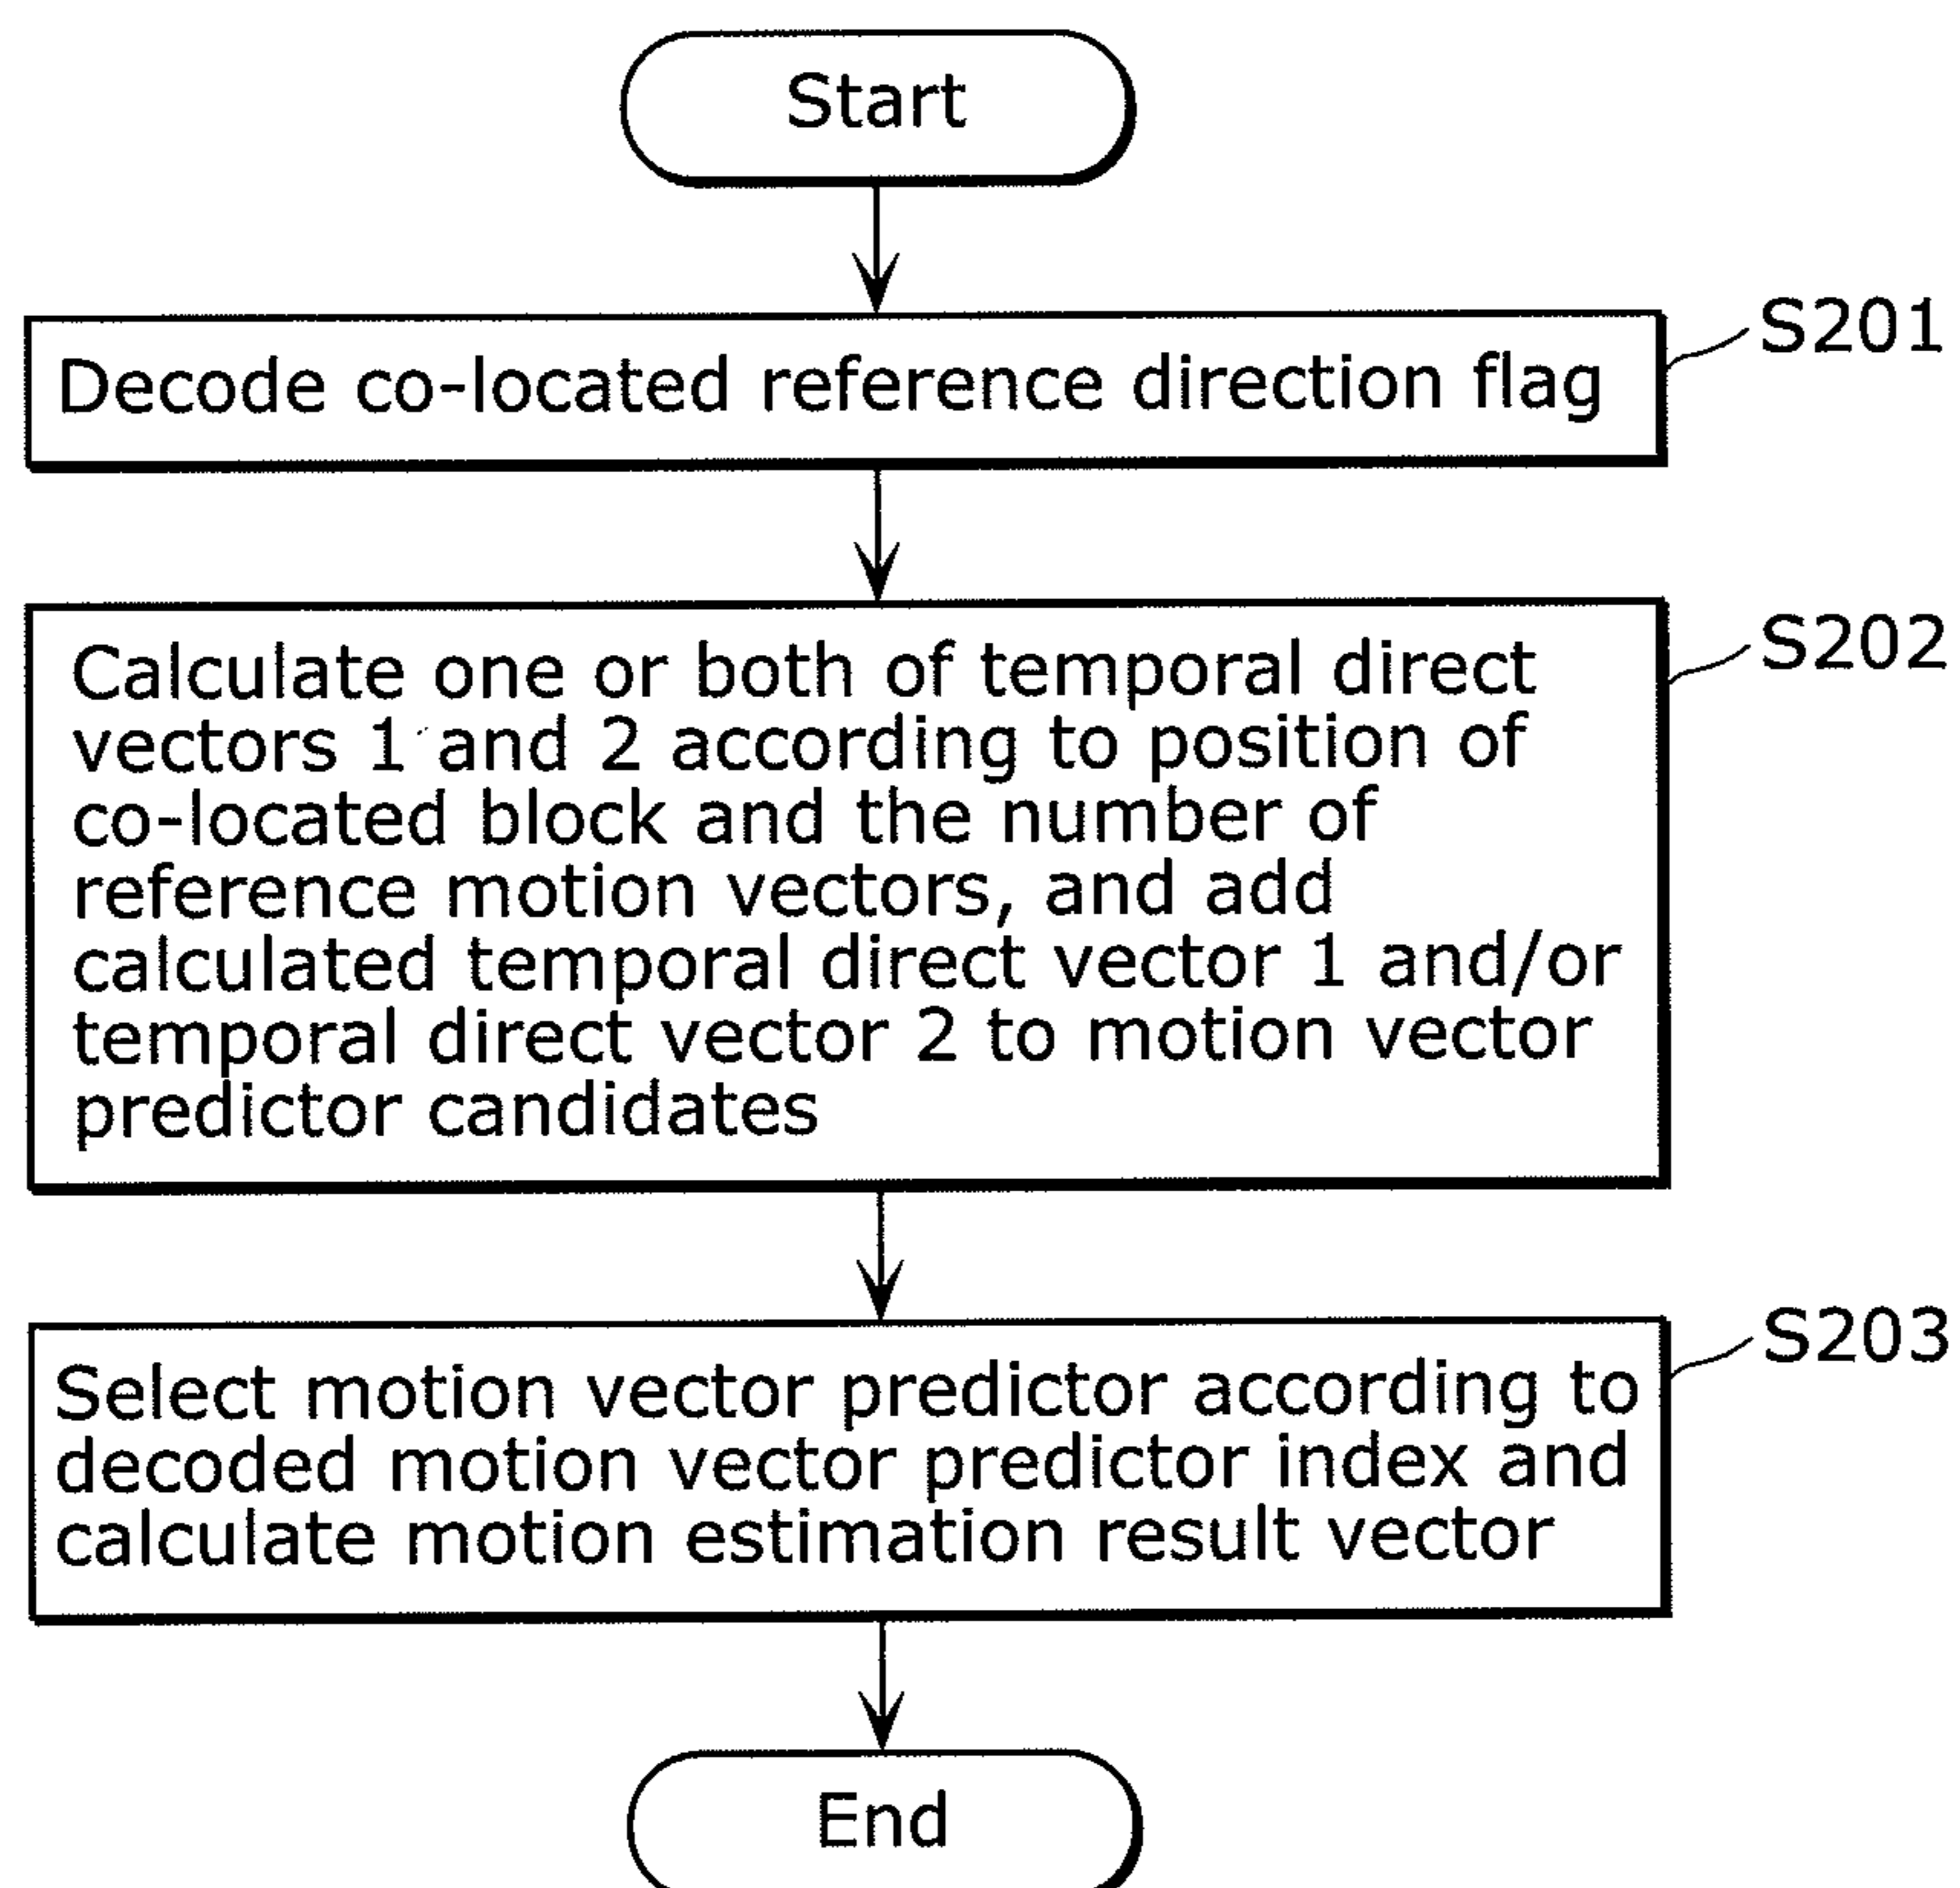 Start
S201
Decode co-located reference direction flag
S202
Calculate one or both of temporal direct
vectors 1 and 2 according to position of
co-located block and the number of
reference motion vectors, and add
calculated temporal direct vector 1 and/or
temporal direct vector 2 to motion vector
predictor candidates
S203
Select motion vector predictor according to
decoded motion vector predictor index and
calculate motion estimation result vector
End